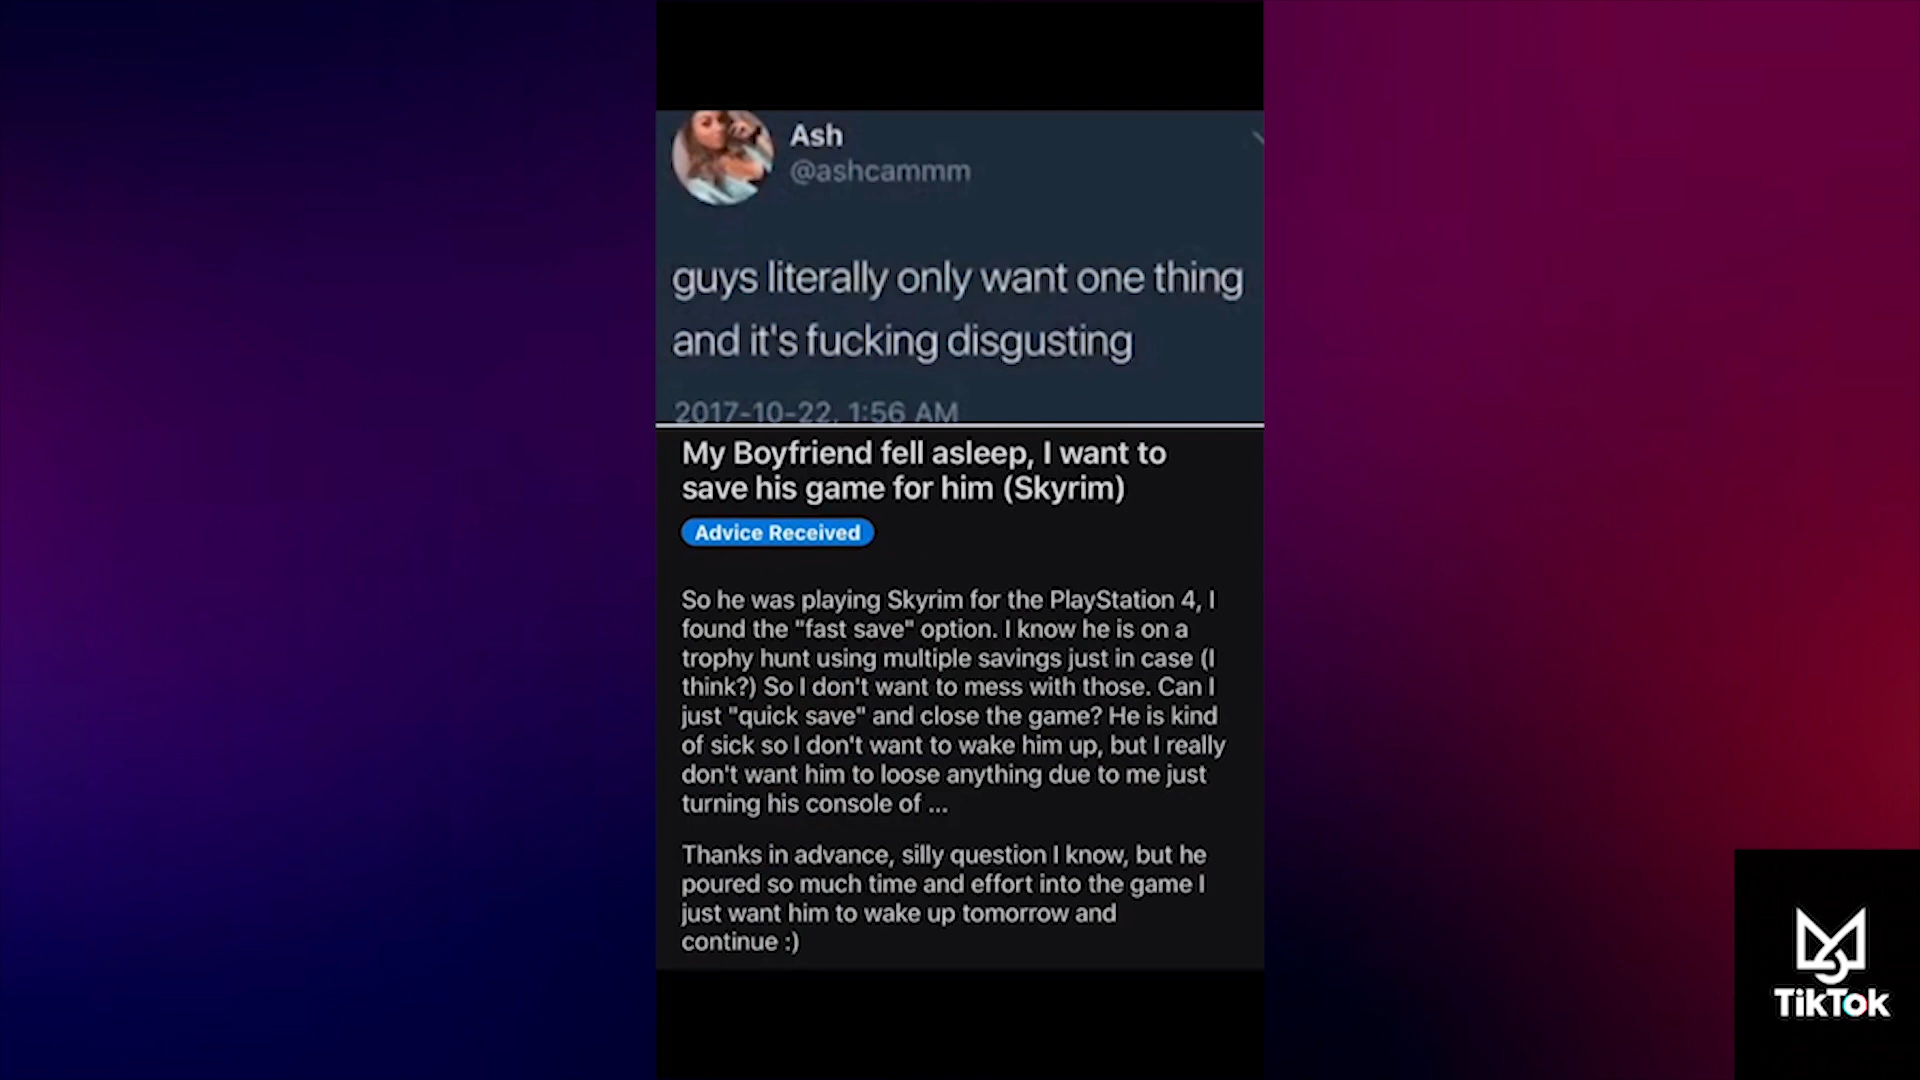 Ash
@ashcammm
guys literally only want one thing
and it's fucking disgusting
2017-10-22, 1:56 AM
My Boyfriend fell asleep, I want to
save his game for him (Skyrim)
Advice Received
So he was playing Skyrim for the PlayStation 4, I
found the "fast save" option. I know he is on a
trophy hunt using multiple savings just in case (I
think?) So I don't want to mess with those. Can I
just "quick save" and close the game? He is kind
of sick so I don't want to wake him up, but I really
don't want him to loose anything due to me just
turning his console of ...
Thanks in advance, silly question I know, but he
poured so much time and effort into the game I
just want him to wake up tomorrow and
continue :)
TikTok